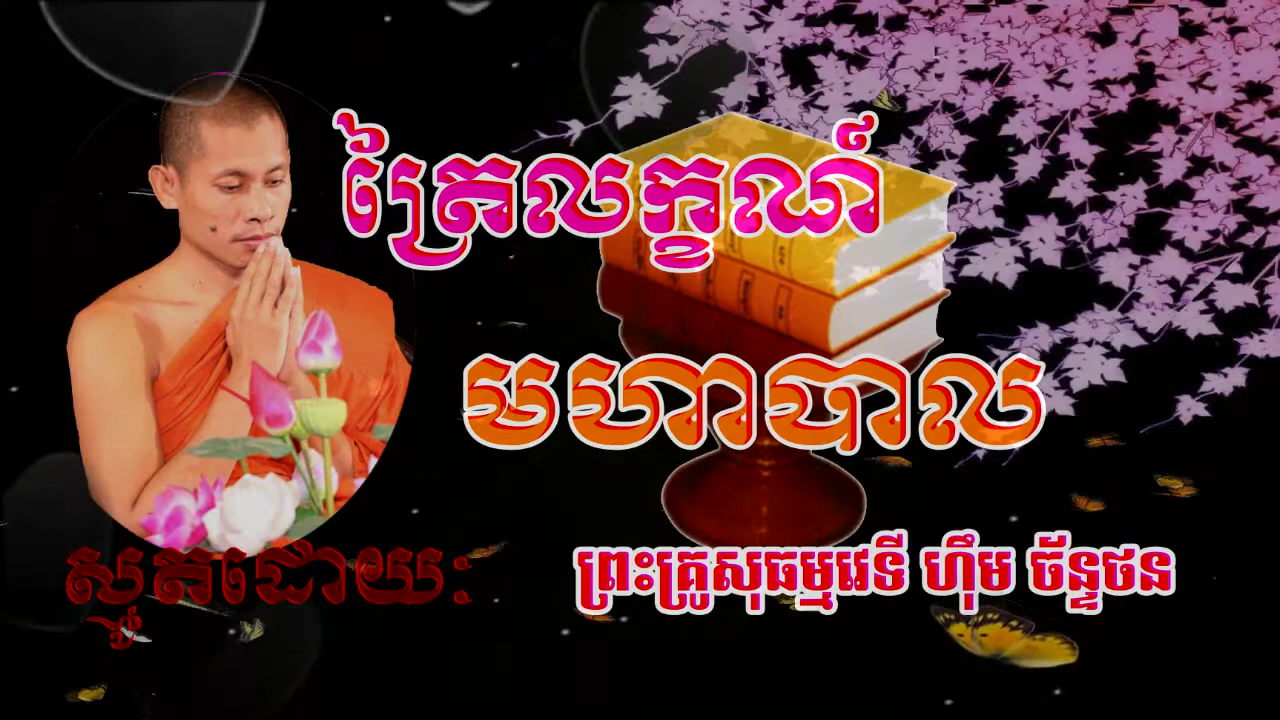 ត្រៃលក្ខណ៍
មហាបាល
ស្មូតដោយៈ ព្រះគ្រូសុធម្មវេទី ហ៊ឹម ច័ន្ទថន